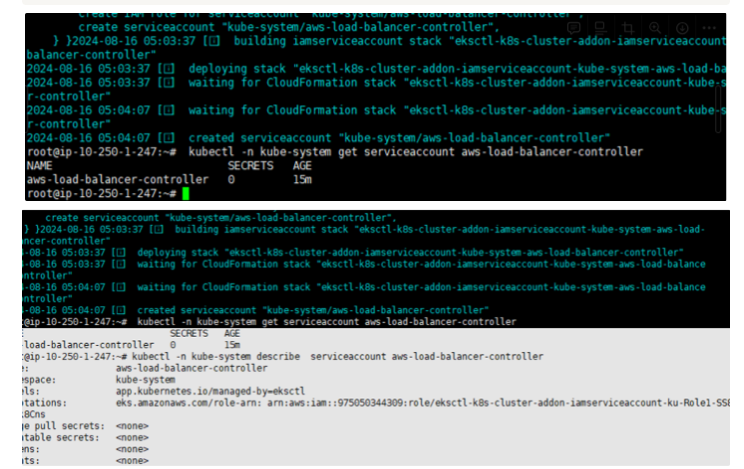 create IAM role for serviceaccount "kube-system/aws-load-balancer-controller",
create serviceaccount "kube-system/aws-load-balancer-controller",
} }2024-08-16 05:03:37 [ℹ]  building iamserviceaccount stack "eksctl-k8s-cluster-addon-iamserviceaccount
balancer-controller"
2024-08-16 05:03:37 [ℹ]  deploying stack "eksctl-k8s-cluster-addon-iamserviceaccount-kube-system-aws-load-ba
2024-08-16 05:03:37 [ℹ]  waiting for CloudFormation stack "eksctl-k8s-cluster-addon-iamserviceaccount-kube-s
r-controller"
2024-08-16 05:04:07 [ℹ]  waiting for CloudFormation stack "eksctl-k8s-cluster-addon-iamserviceaccount-kube-s
r-controller"
2024-08-16 05:04:07 [ℹ]  created serviceaccount "kube-system/aws-load-balancer-controller"
root@ip-10-250-1-247:~#  kubectl -n kube-system get serviceaccount aws-load-balancer-controller
NAME SECRETS AGE
aws-load-balancer-controller 0 15m
root@ip-10-250-1-247:~#
create serviceaccount "kube-system/aws-load-balancer-controller",
} }2024-08-16 05:03:37 [ℹ]  building iamserviceaccount stack "eksctl-k8s-cluster-addon-iamserviceaccount-kube-system-aws-load-
ncer-controller"
-08-16 05:03:37 [ℹ]  deploying stack "eksctl-k8s-cluster-addon-iamserviceaccount-kube-system-aws-load-balancer-controller"
-08-16 05:03:37 [ℹ]  waiting for CloudFormation stack "eksctl-k8s-cluster-addon-iamserviceaccount-kube-system-aws-load-balance
ntroller"
-08-16 05:04:07 [ℹ]  waiting for CloudFormation stack "eksctl-k8s-cluster-addon-iamserviceaccount-kube-system-aws-load-balance
ntroller"
-08-16 05:04:07 [ℹ]  created serviceaccount "kube-system/aws-load-balancer-controller"
@ip-10-250-1-247:~#  kubectl -n kube-system get serviceaccount aws-load-balancer-controller
SECRETS AGE
-load-balancer-controller 0 15m
@ip-10-250-1-247:~# kubectl -n kube-system describe  serviceaccount aws-load-balancer-controller
e: aws-load-balancer-controller
space: kube-system
ls: app.kubernetes.io/managed-by=eksctl
tations: eks.amazonaws.com/role-arn: arn:aws:iam::975050344309:role/eksctl-k8s-cluster-addon-iamserviceaccount-ku-Role1-SS8
8Cns
ge pull secrets: <none>
table secrets: <none>
ens: <none>
ts: <none>